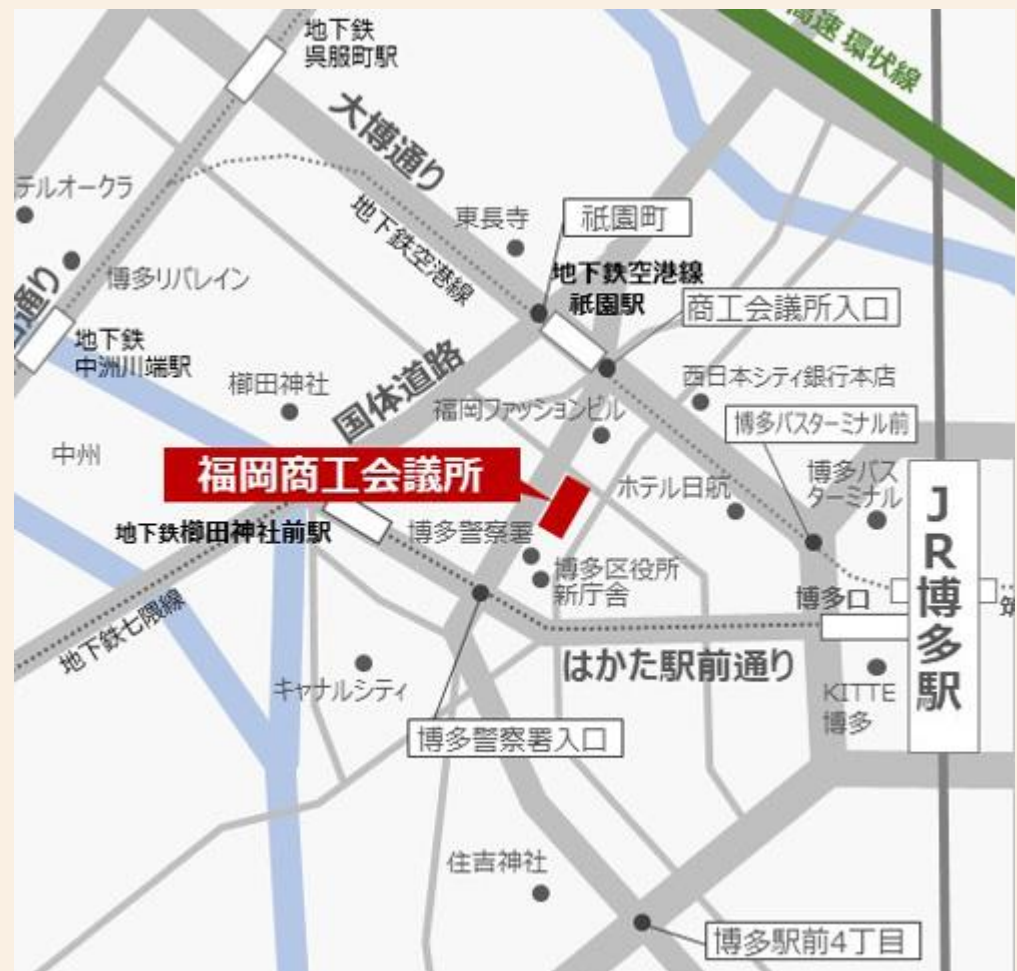 地下鉄
呉服町駅
高速 環状線
大博通り
テルオークラ
東長寺
祇園町
地下鉄空港線
博多リバレイン
地下鉄空港線
祇園駅
商工会議所入口
通り
地下鉄
中洲川端駅
櫛田神社
国体道路
福岡ファッションビル
西日本シティ銀行本店
博多バスターミナル前
中州
福岡商工会議所
ホテル日航
博多バス
ターミナル
JR博多駅
地下鉄櫛田神社前駅
博多警察署
博多区役所
新庁舎
博多口
筑
地下鉄七隈線
はかた駅前通り
キャナルシティ
KITTE
博多
博多警察署入口
住吉神社
博多駅前4丁目